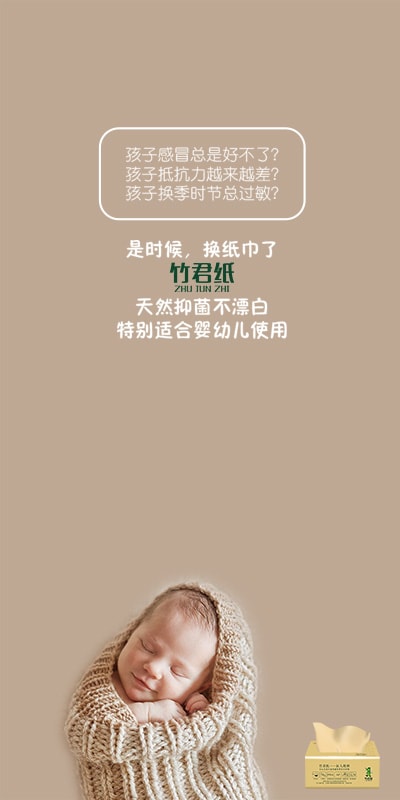 孩子感冒总是好不了？
孩子抵抗力越来越差？
孩子换季时节总过敏？
是时候，换纸巾了
竹君纸
ZHU JUN ZHI
天然抑菌不漂白
特别适合婴幼儿使用